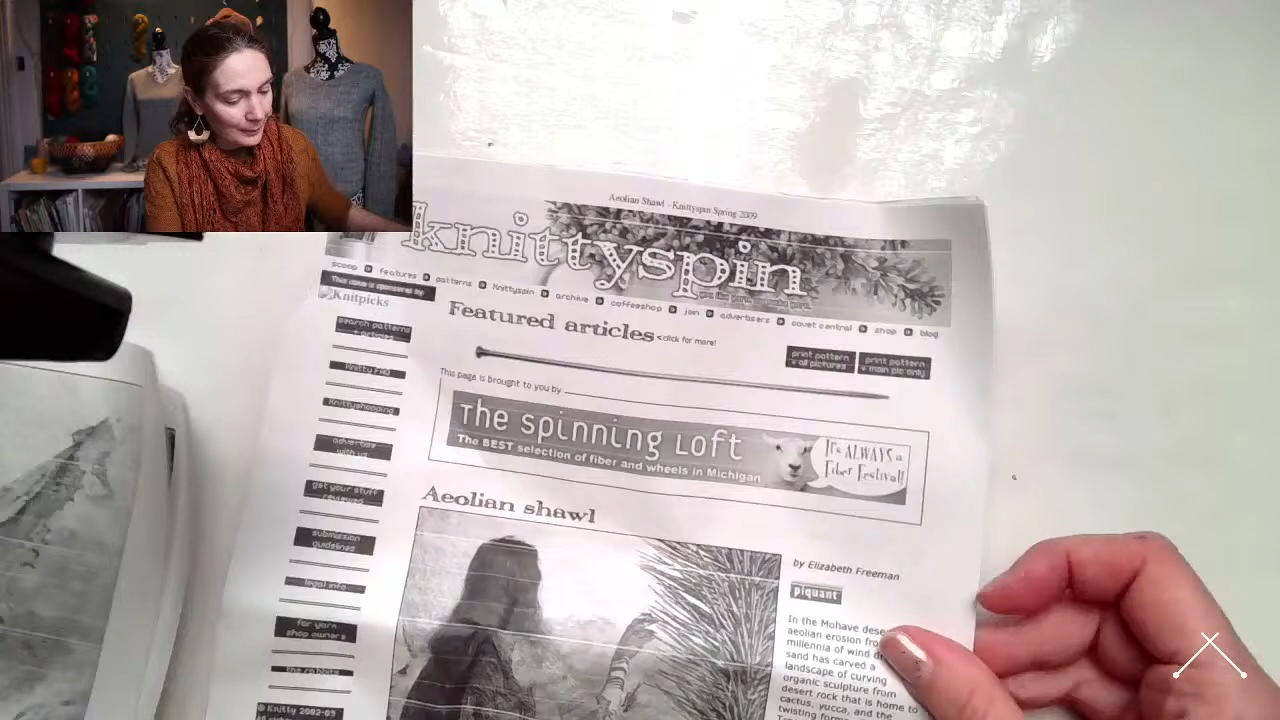 Aeolian Shawl - Knittyspin Spring 2009
knittyspin
scoop features patterns Knittyspin archive coffeeshop join advertisers covet central shop blog
This issue is sponsored by
Knitpicks
Featured articles <click for more!
search patterns
+ articles
print pattern
+ all pictures
print pattern
+ main pic only
Knitty FAQ
This page is brought to you by
Knittyshopping
The Spinning Loft
The BEST selection of fiber and wheels in Michigan
It's ALWAYS a
Fiber Festival!
advertise
with us
get your stuff
reviewed
Aeolian shawl
submission
guidelines
by Elizabeth Freeman
piquant
legal info
for yarn
shop owners
the rabbits
In the Mohave
aeolian erosion
millennia of wind
sand has carved a
landscape of curving
organic sculpture from
desert rock that is home to
cactus, yucca, and the
twisting
© Knitty 2002-09